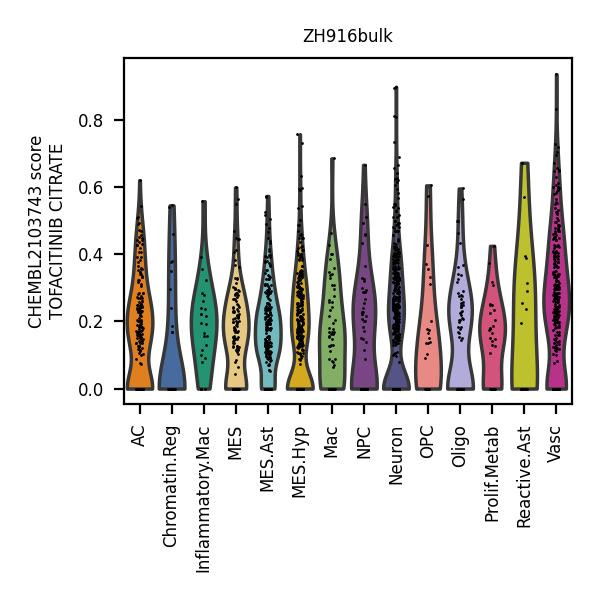 ZH916bulk
CHEMBL2103743 score
TOFACITINIB CITRATE
0.8
0.6
0.4
0.2
0.0
AC
Chromatin.Reg
Inflammatory.Mac
MES
MES.Ast
MES.Hyp
Mac
NPC
Neuron
OPC
Oligo
Prolif.Metab
Reactive.Ast
Vasc